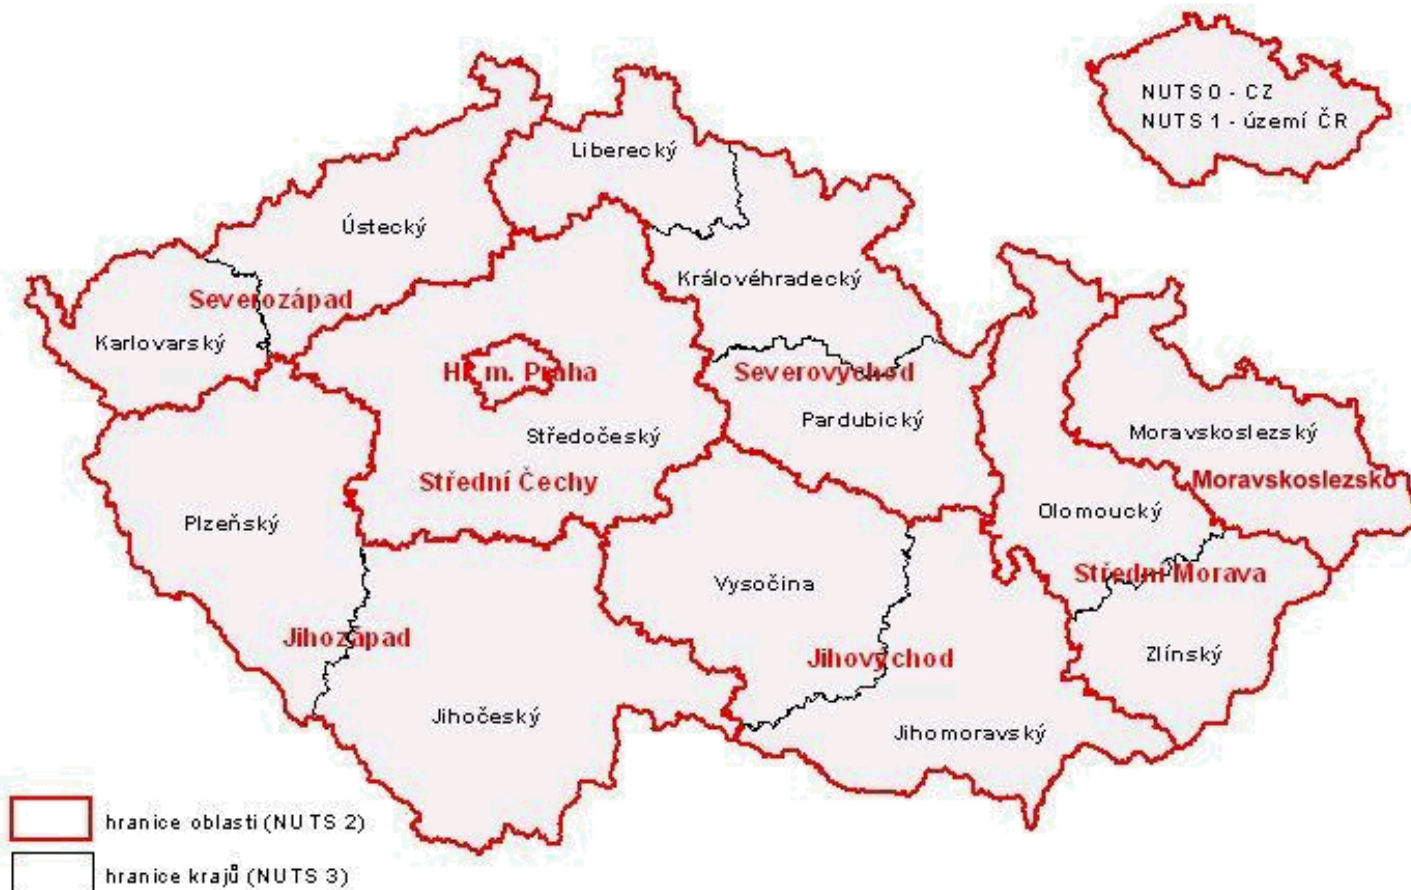 NUTS 0 - CZ
NUTS 1 - území ČR
Liberecký
Ústecký
Královéhradecký
Severozápad
Karlovarský
Hl. m. Praha
Severovýchod
Pardubický
Středočeský
Moravskoslezský
Střední Čechy
Moravskoslezsko
Plzeňský
Olomoucký
Vysočina
Střední Morava
Jihozápad
Jihovýchod
Zlínský
Jihočeský
Jihomoravský
hranice oblastí (NUTS 2)
hranice krajů (NUTS 3)